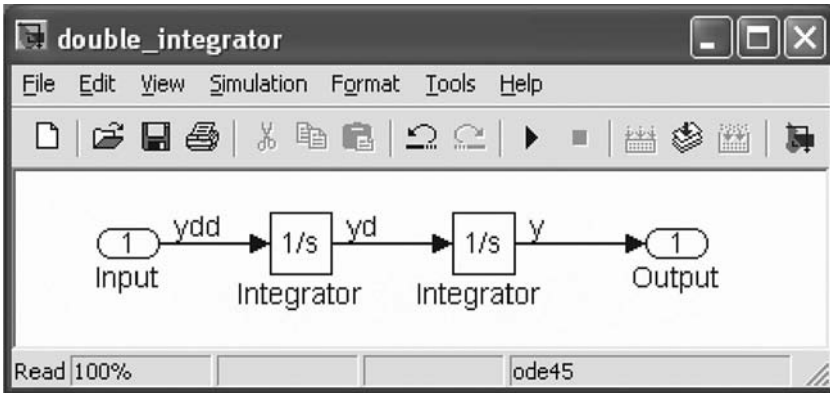 double_integrator
File Edit View Simulation Format Tools Help
1 ydd 1/s yd 1/s y 1
Input Integrator Integrator Output
Read 100% ode45